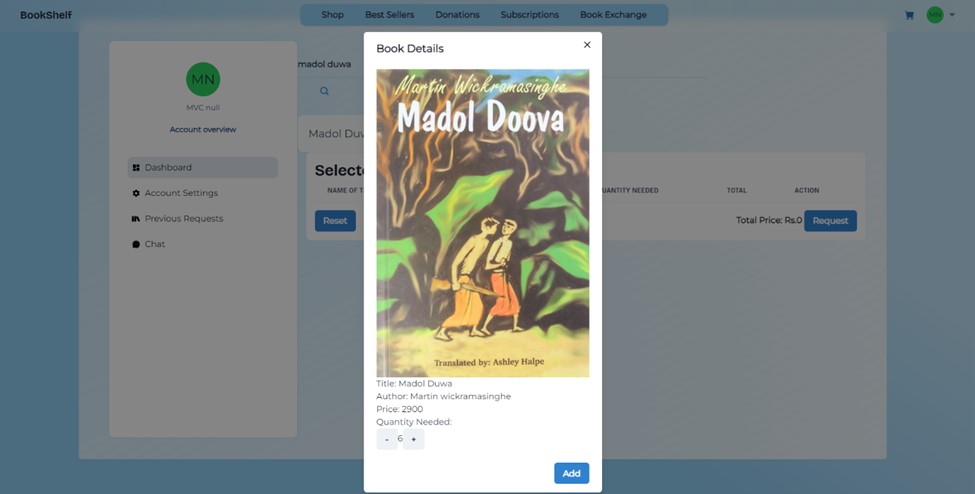 BookShelf
Shop Best Sellers Donations Subscriptions Book Exchange
MN
MN
MVC null
Account overview
Dashboard
Account Settings
Previous Requests
Chat
madol duwa
Madol Duw
Selecte
NAME OF T
UANTITY NEEDED TOTAL ACTION
Reset
Total Price: Rs.0 Request
Book Details
Martin Wickramasinghe
Madol Doova
Translated by: Ashley Halpe
Title: Madol Duwa
Author: Martin wickramasinghe
Price: 2900
Quantity Needed:
- 6 +
Add